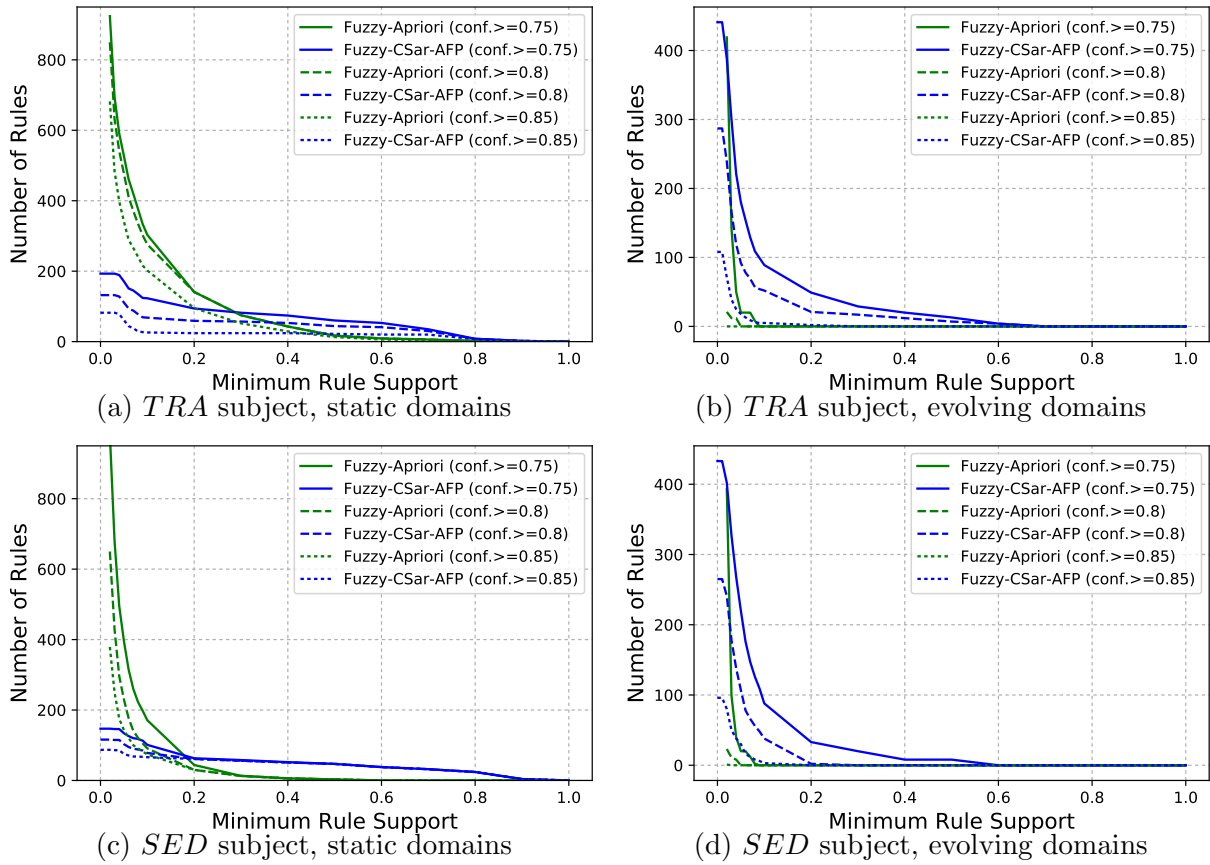 Number of Rules
800
600
400
200
0
0.0 0.2 0.4 0.6 0.8 1.0
Minimum Rule Support
Fuzzy-Apriori (conf.>=0.75)
Fuzzy-CSar-AFP (conf.>=0.75)
Fuzzy-Apriori (conf.>=0.8)
Fuzzy-CSar-AFP (conf.>=0.8)
Fuzzy-Apriori (conf.>=0.85)
Fuzzy-CSar-AFP (conf.>=0.85)
(a) TRA subject, static domains
Number of Rules
400
300
200
100
0
0.0 0.2 0.4 0.6 0.8 1.0
Minimum Rule Support
Fuzzy-Apriori (conf.>=0.75)
Fuzzy-CSar-AFP (conf.>=0.75)
Fuzzy-Apriori (conf.>=0.8)
Fuzzy-CSar-AFP (conf.>=0.8)
Fuzzy-Apriori (conf.>=0.85)
Fuzzy-CSar-AFP (conf.>=0.85)
(b) TRA subject, evolving domains
Number of Rules
800
600
400
200
0
0.0 0.2 0.4 0.6 0.8 1.0
Minimum Rule Support
Fuzzy-Apriori (conf.>=0.75)
Fuzzy-CSar-AFP (conf.>=0.75)
Fuzzy-Apriori (conf.>=0.8)
Fuzzy-CSar-AFP (conf.>=0.8)
Fuzzy-Apriori (conf.>=0.85)
Fuzzy-CSar-AFP (conf.>=0.85)
(c) SED subject, static domains
Number of Rules
400
300
200
100
0
0.0 0.2 0.4 0.6 0.8 1.0
Minimum Rule Support
Fuzzy-Apriori (conf.>=0.75)
Fuzzy-CSar-AFP (conf.>=0.75)
Fuzzy-Apriori (conf.>=0.8)
Fuzzy-CSar-AFP (conf.>=0.8)
Fuzzy-Apriori (conf.>=0.85)
Fuzzy-CSar-AFP (conf.>=0.85)
(d) SED subject, evolving domains